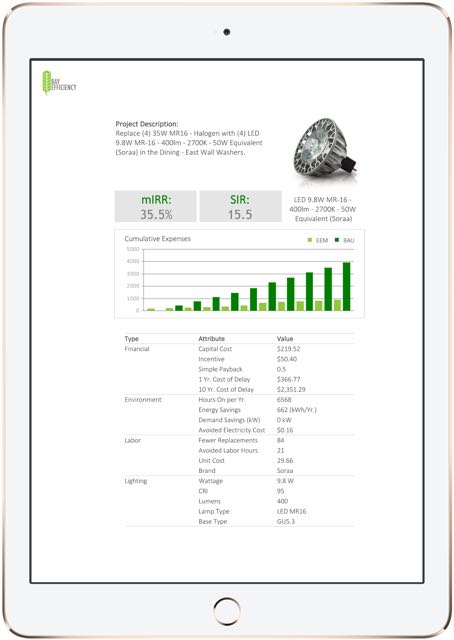 BAY
EFFICIENCY
Project Description:
Replace (4) 35W MR16 - Halogen with (4) LED
9.8W MR-16 - 400lm - 2700K - 50W Equivalent
(Soraa) in the Dining - East Wall Washers.
mIRR:
35.5%
SIR:
15.5
LED 9.8W MR-16 -
400lm - 2700K - 50W
Equivalent (Soraa)
Cumulative Expenses
EEM BAU
5000
4000
3000
2000
1000
0
Type Attribute Value
Financial Capital Cost $219.52
Incentive $50.40
Simple Payback 0.5
1 Yr. Cost of Delay $366.77
10 Yr. Cost of Delay $2,351.29
Environment Hours On per Yr. 6568
Energy Savings 662 (kWh/Yr.)
Demand Savings (kW) 0 kW
Avoided Electricity Cost $0.16
Labor Fewer Replacements 84
Avoided Labor Hours 21
Unit Cost 29.66
Brand Soraa
Lighting Wattage 9.8 W
CRI 95
Lumens 400
Lamp Type LED MR16
Base Type GU5.3